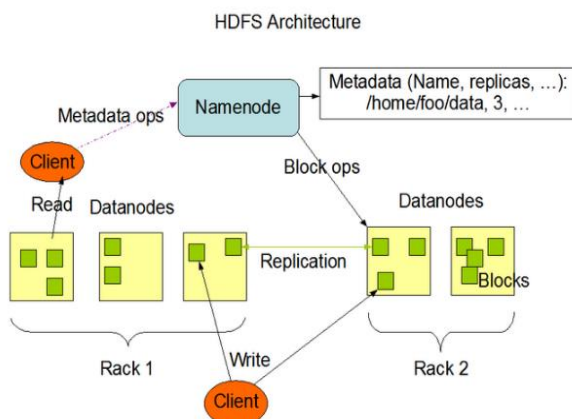 HDFS Architecture
Metadata (Name, replicas, ...):
/home/foo/data, 3, ...
Namenode
Metadata ops
Client
Block ops
Read
Datanodes
Datanodes
Replication
Blocks
Rack 1
Write
Rack 2
Client